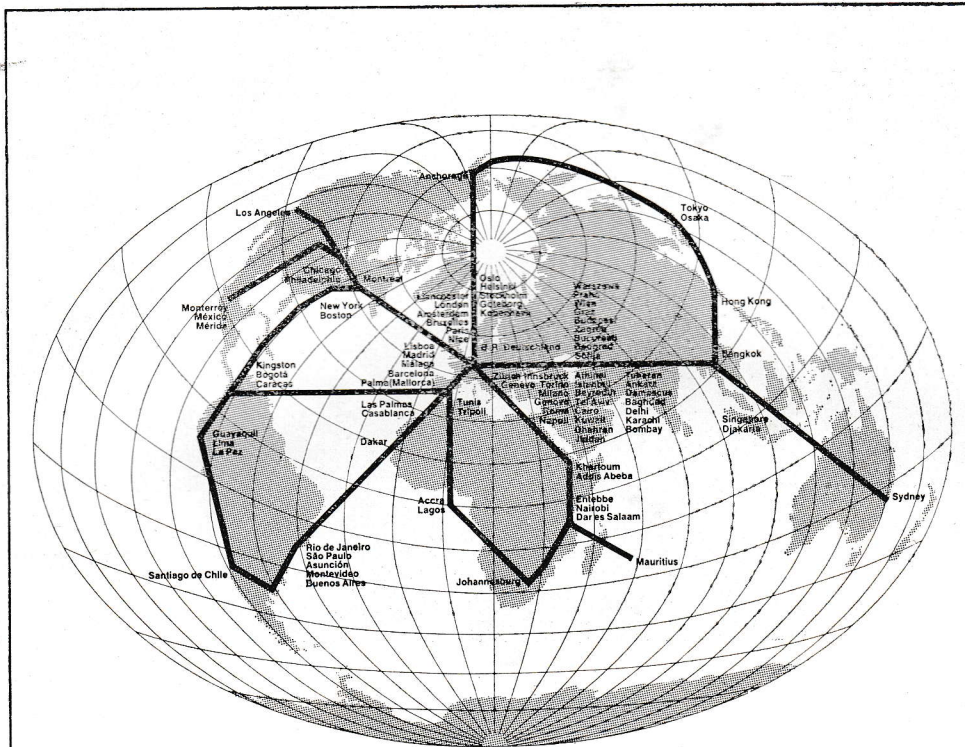 Anchorage
Los Angeles
Tokyo
Osaka
Chicago
Philadelphia
Montreal
Monterrey
México
Mérida
New York
Boston
Manchester
London
Amsterdam
Bruxelles
Paris
Nice
Oslo
Helsinki
Stockholm
Göteborg
København
Warszawa
Praha
Wien
Graz
Budapest
Zagreb
Bucuresti
Beograd
Sofija
Hong Kong
Bangkok
Lisboa
Madrid
Málaga
Barcelona
Palma(Mallorca)
B.R. Deutschland
Kingston
Bogotá
Caracas
Las Palmas
Casablanca
Tunis
Tripoli
Zürich Innsbruck
Geneve Torino
Milano
Genova
Roma
Napoli
Athinai
Istanbul
Beyrouth
Tel Aviv
Cairo
Kuwait
Dhahran
Teheran
Ankara
Damascus
Baghdad
Delhi
Karachi
Bombay
Singapore
Djakarta
Guayaquil
Lima
La Paz
Dakar
Khartoum
Addis Abeba
Accra
Lagos
Entebbe
Nairobi
Dar es Salaam
Sydney
Mauritius
Rio de Janeiro
São Paulo
Asunción
Montevideo
Buenos Aires
Santiago de Chile
Johannesburg